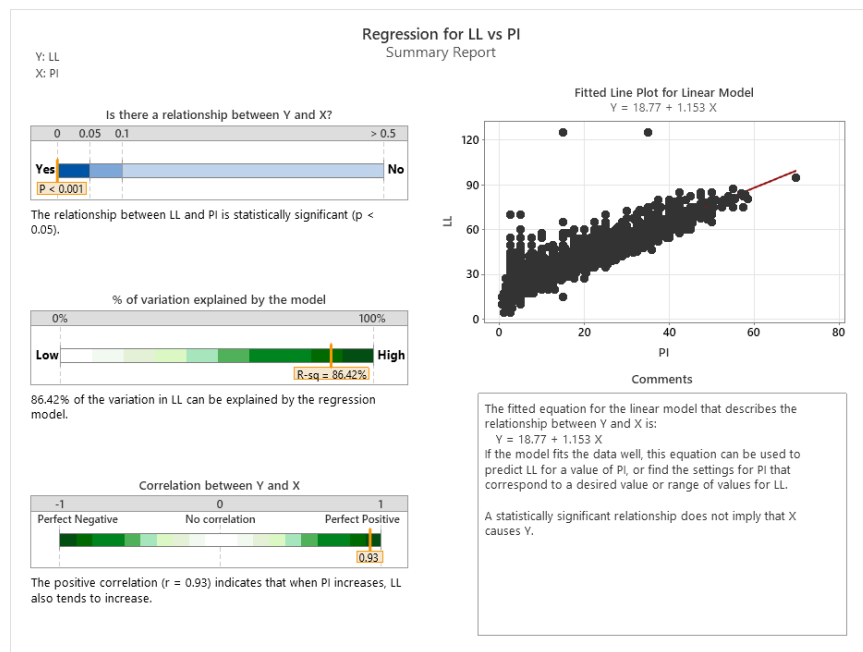 Regression for LL vs PI
Summary Report
Y: LL
X: PI
Is there a relationship between Y and X?
0 0.05 0.1 > 0.5
Yes No
P < 0.001
The relationship between LL and PI is statistically significant (p <
0.05).
% of variation explained by the model
0% 100%
Low High
R-sq = 86.42%
86.42% of the variation in LL can be explained by the regression
model.
Correlation between Y and X
-1 0 1
Perfect Negative No correlation Perfect Positive
0.93
The positive correlation (r = 0.93) indicates that when PI increases, LL
also tends to increase.
Fitted Line Plot for Linear Model
Y = 18.77 + 1.153 X
120
90
60
30
0
LL
0 20 40 60 80
PI
Comments
The fitted equation for the linear model that describes the
relationship between Y and X is:
Y = 18.77 + 1.153 X
If the model fits the data well, this equation can be used to
predict LL for a value of PI, or find the settings for PI that
correspond to a desired value or range of values for LL.
A statistically significant relationship does not imply that X
causes Y.